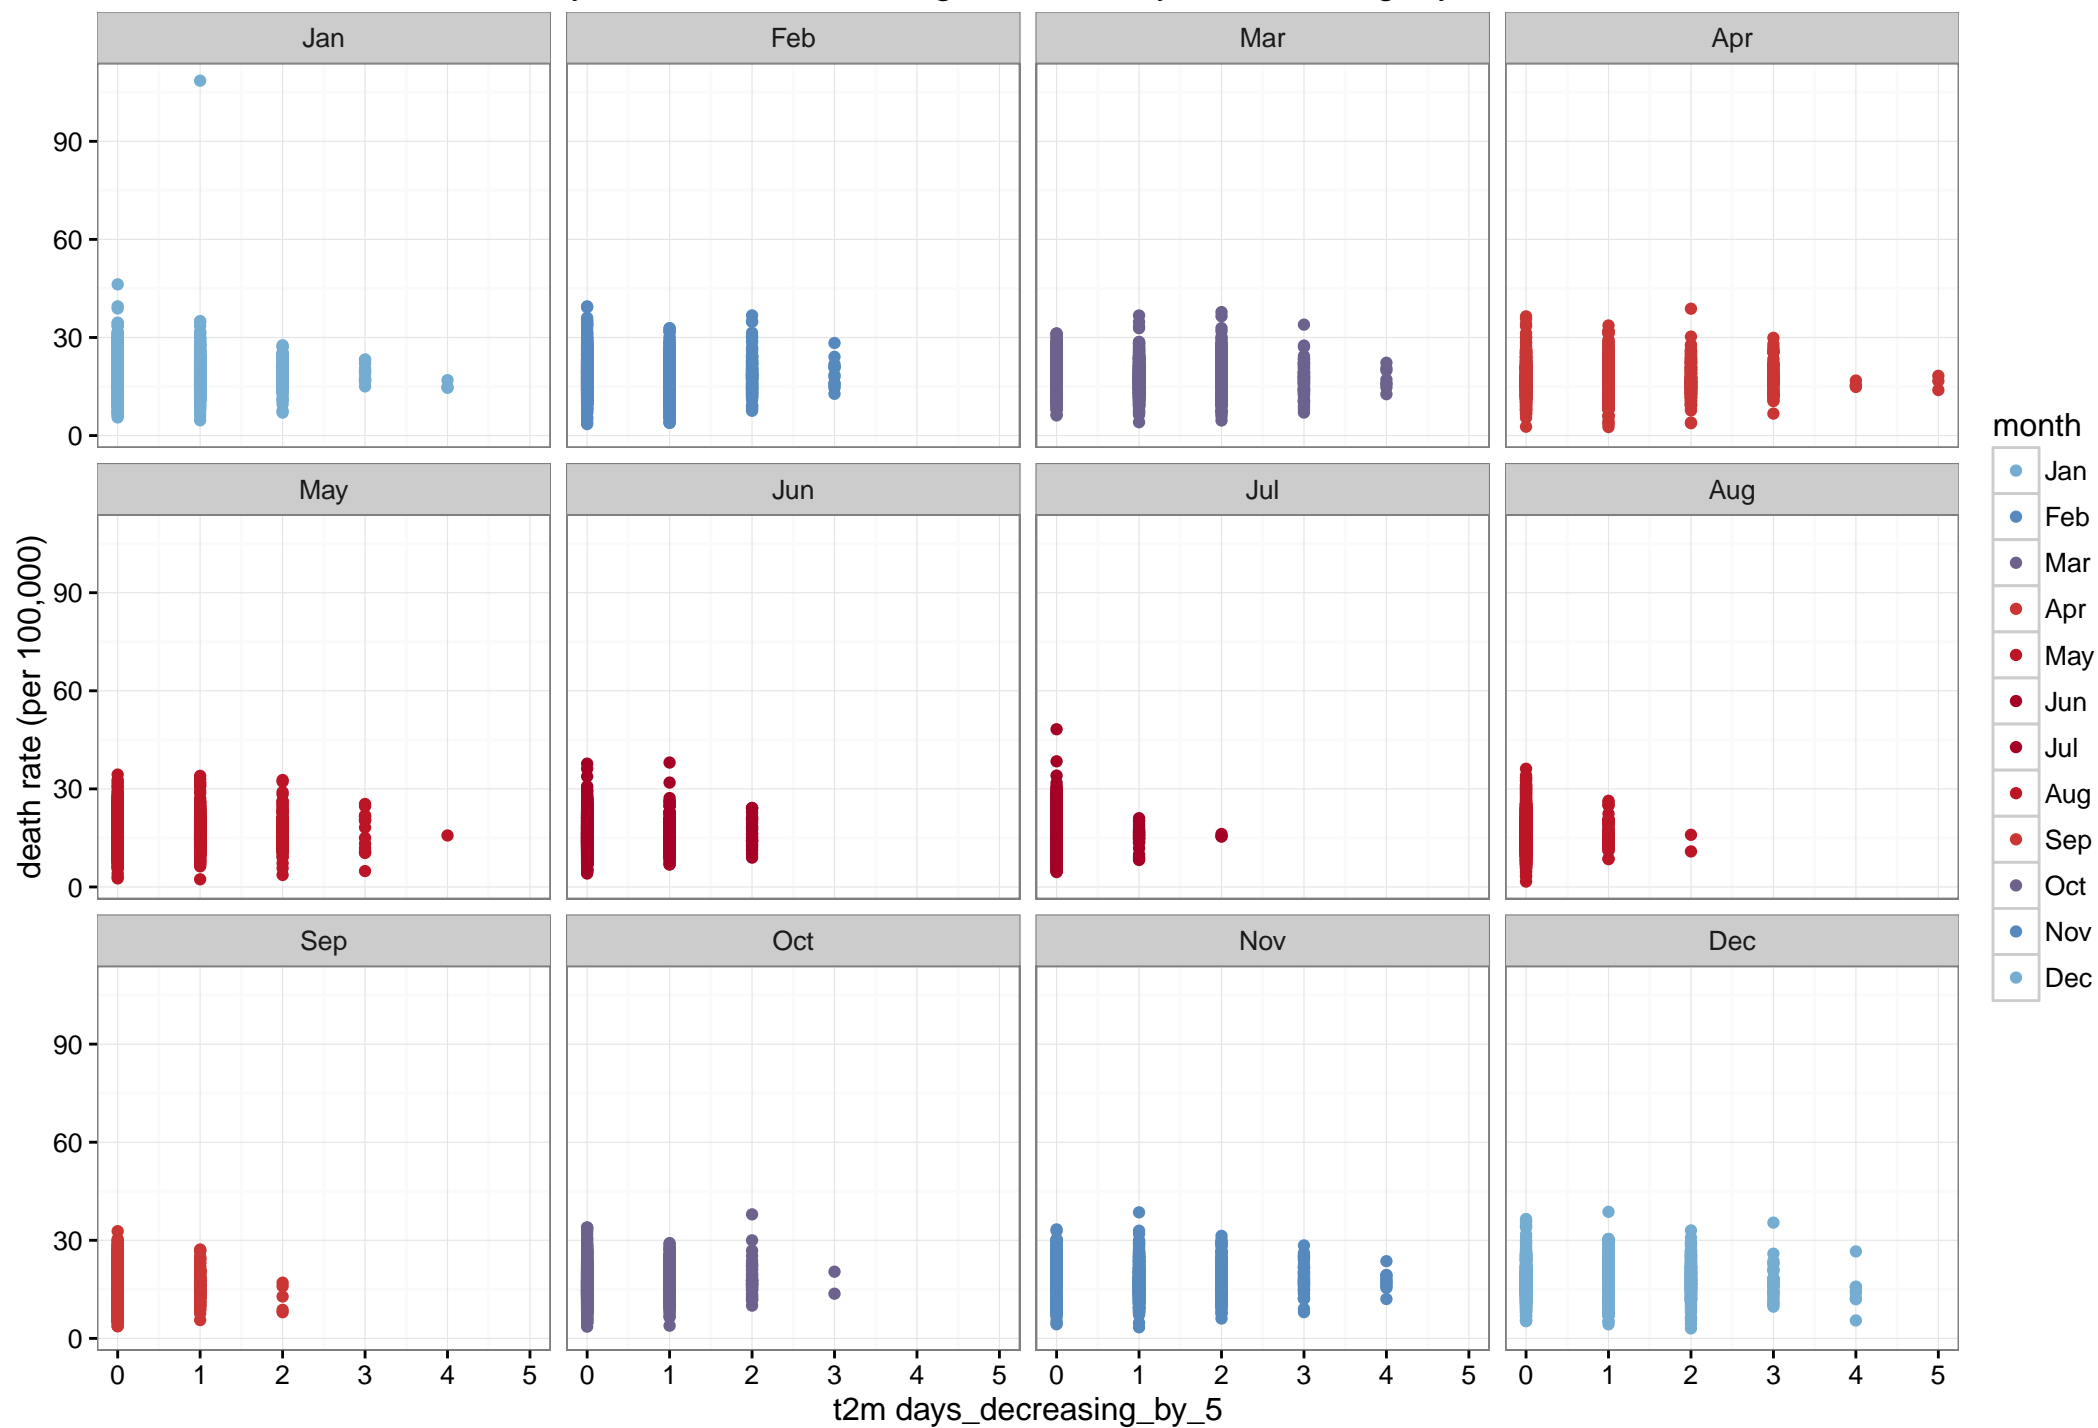 Jan Feb Mar Apr
90
60
30
0
May Jun Jul Aug
90
60
30
0
Sep Oct Nov Dec
90
60
30
0
0 1 2 3 4 5 0 1 2 3 4 5 0 1 2 3 4 5 0 1 2 3 4 5
t2m days_decreasing_by_5
death rate (per 100,000)
month
Jan
Feb
Mar
Apr
May
Jun
Jul
Aug
Sep
Oct
Nov
Dec